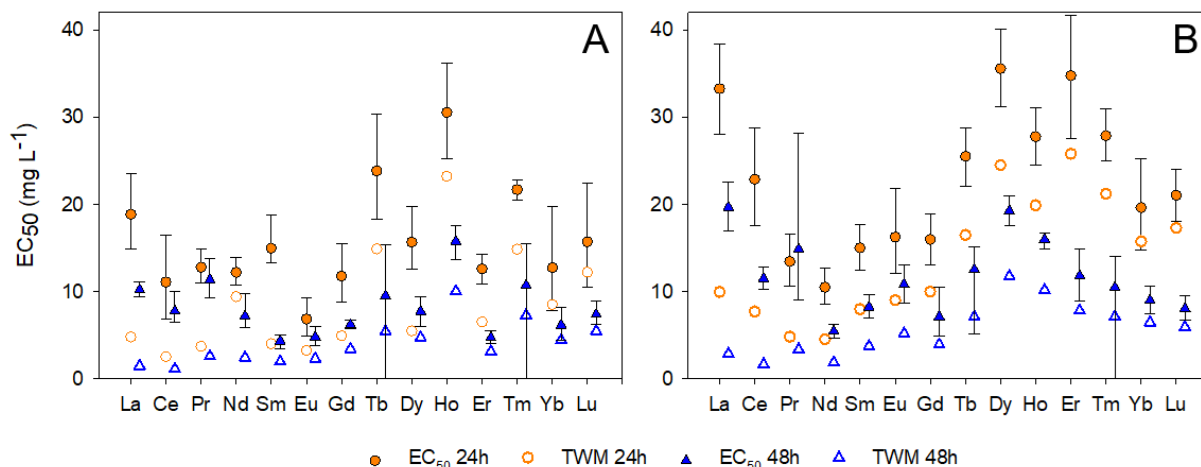 A
B
EC₅₀ (mg L⁻¹)
40
30
20
10
0
La Ce Pr Nd Sm Eu Gd Tb Dy Ho Er Tm Yb Lu
40
30
20
10
0
La Ce Pr Nd Sm Eu Gd Tb Dy Ho Er Tm Yb Lu
EC₅₀ 24h TWM 24h EC₅₀ 48h TWM 48h